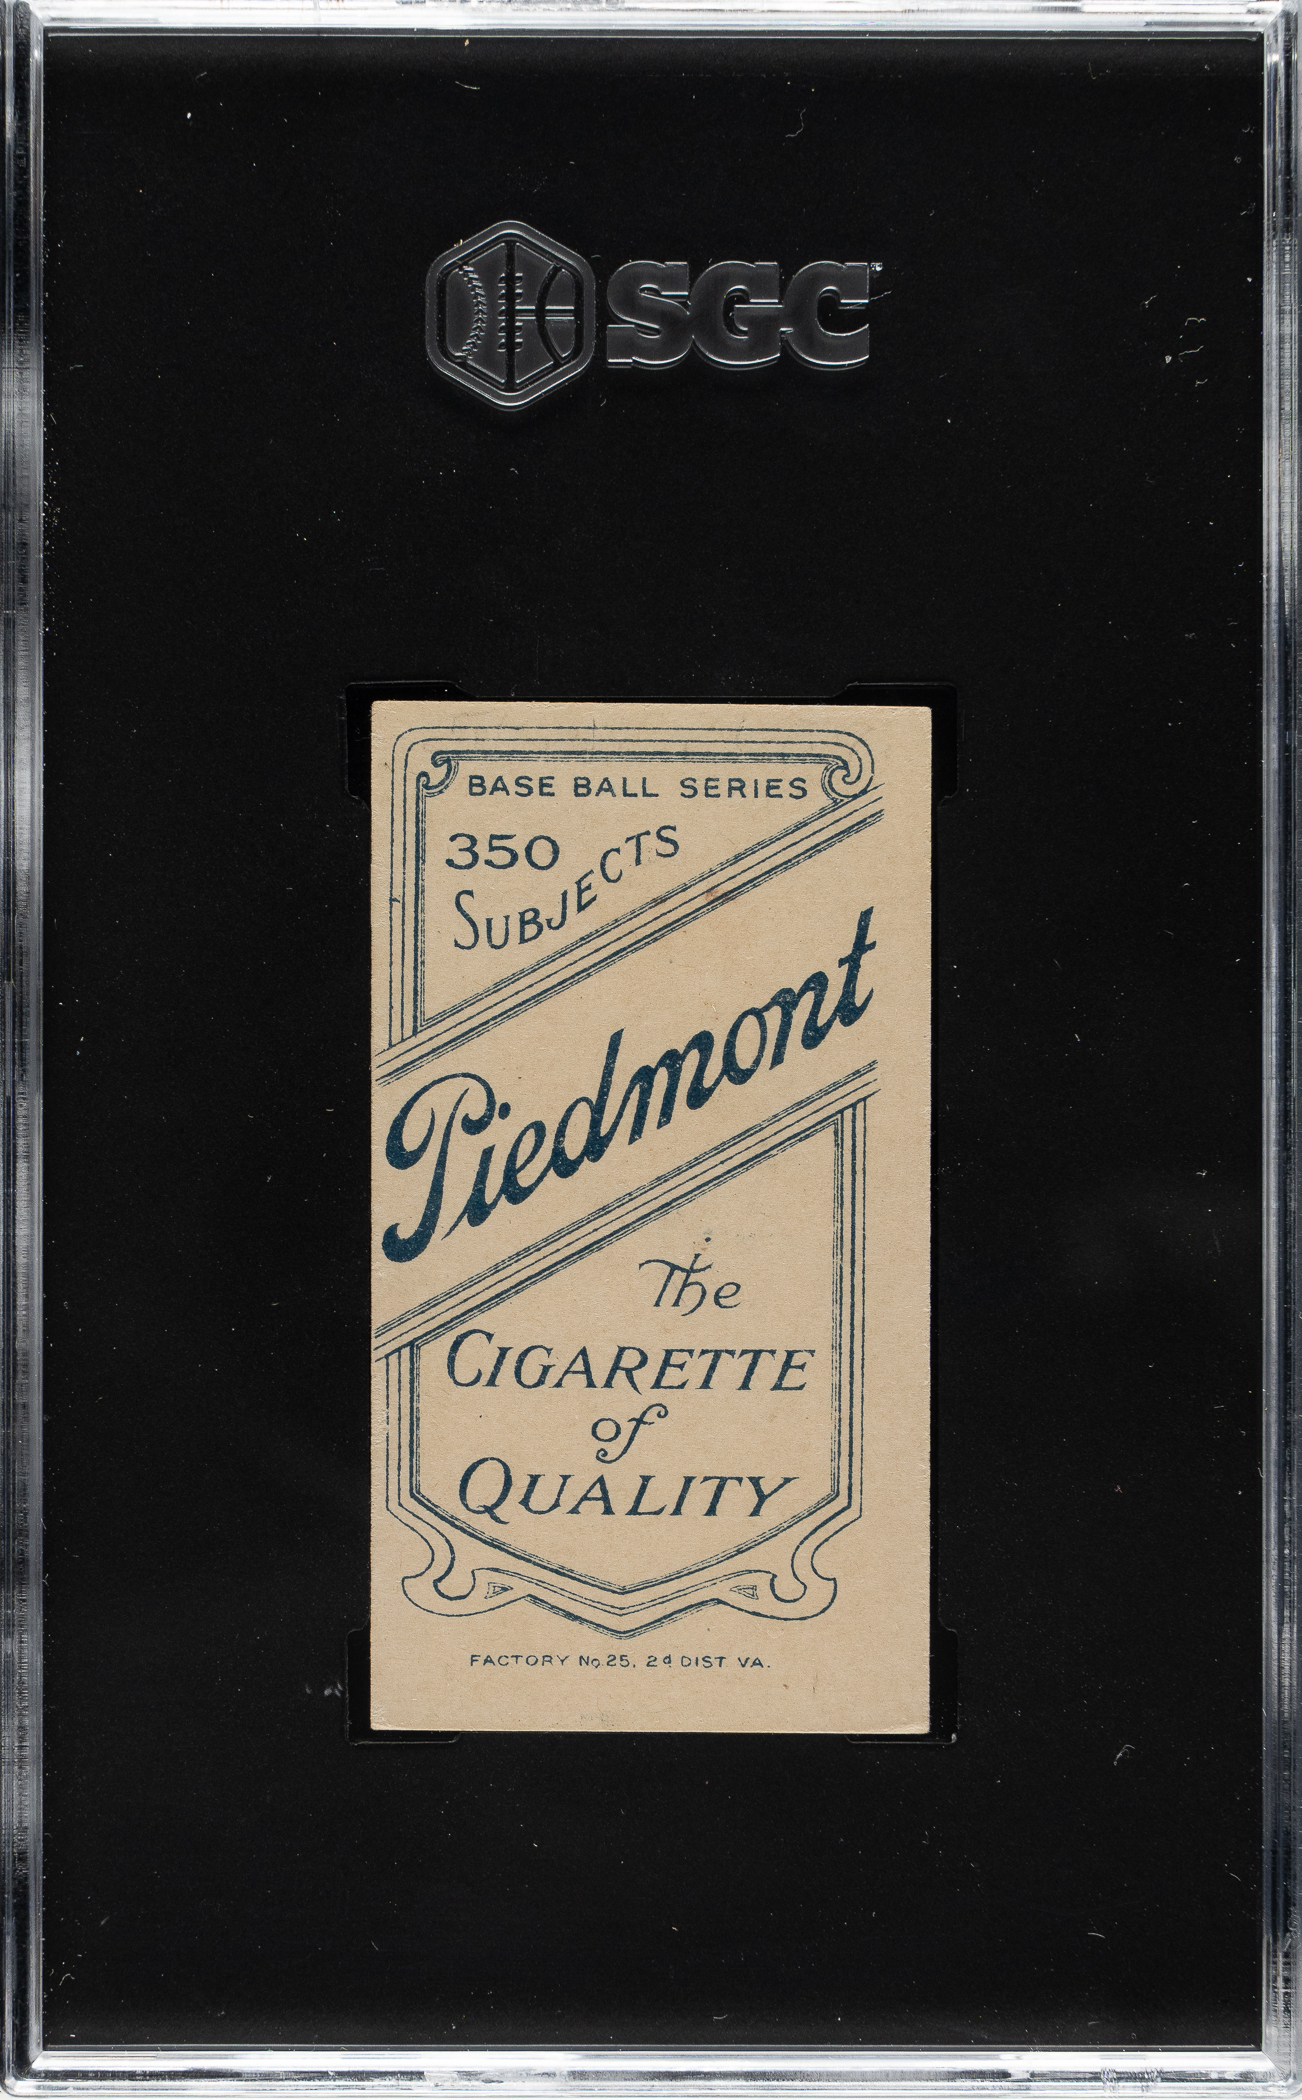 SGC
BASE BALL SERIES
350
SUBJECTS
Piedmont
The
CIGARETTE
of
QUALITY
FACTORY No. 25, 2d DIST VA.